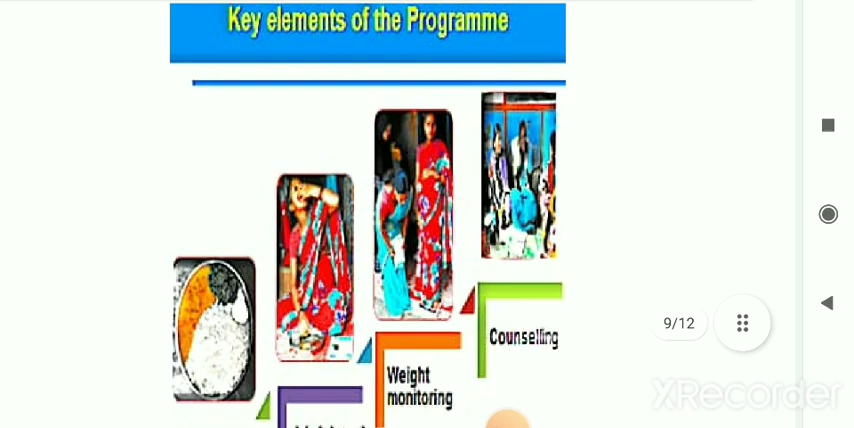 Key elements of the Programme
Counselling
9/12
Weight
monitoring
XRecorder